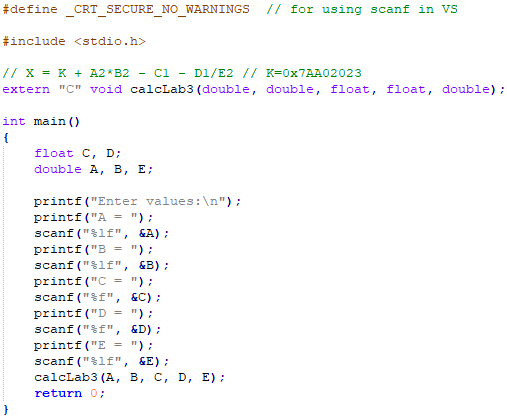 #define _CRT_SECURE_NO_WARNINGS  // for using scanf in VS
#include <stdio.h>
// X = K + A2*B2 - C1 - D1/E2 // K=0x7AA02023
extern "C" void calcLab3(double, double, float, float, double);
int main()
{
    float C, D;
    double A, B, E;
    printf("Enter values:\n");
    printf("A = ");
    scanf("%lf", &A);
    printf("B = ");
    scanf("%lf", &B);
    printf("C = ");
    scanf("%f", &C);
    printf("D = ");
    scanf("%f", &D);
    printf("E = ");
    scanf("%lf", &E);
    calcLab3(A, B, C, D, E);
    return 0;
}